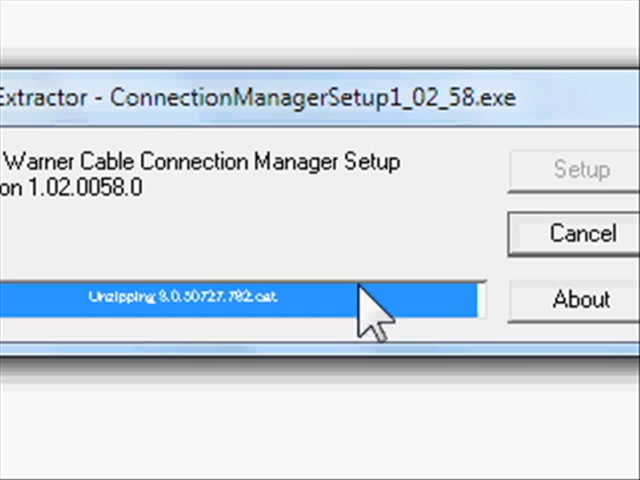 Extractor - ConnectionManagerSetup1_02_58.exe
Warner Cable Connection Manager Setup
on 1.02.0058.0
Setup
Cancel
Unzipping 8.0.50727.762.cat
About